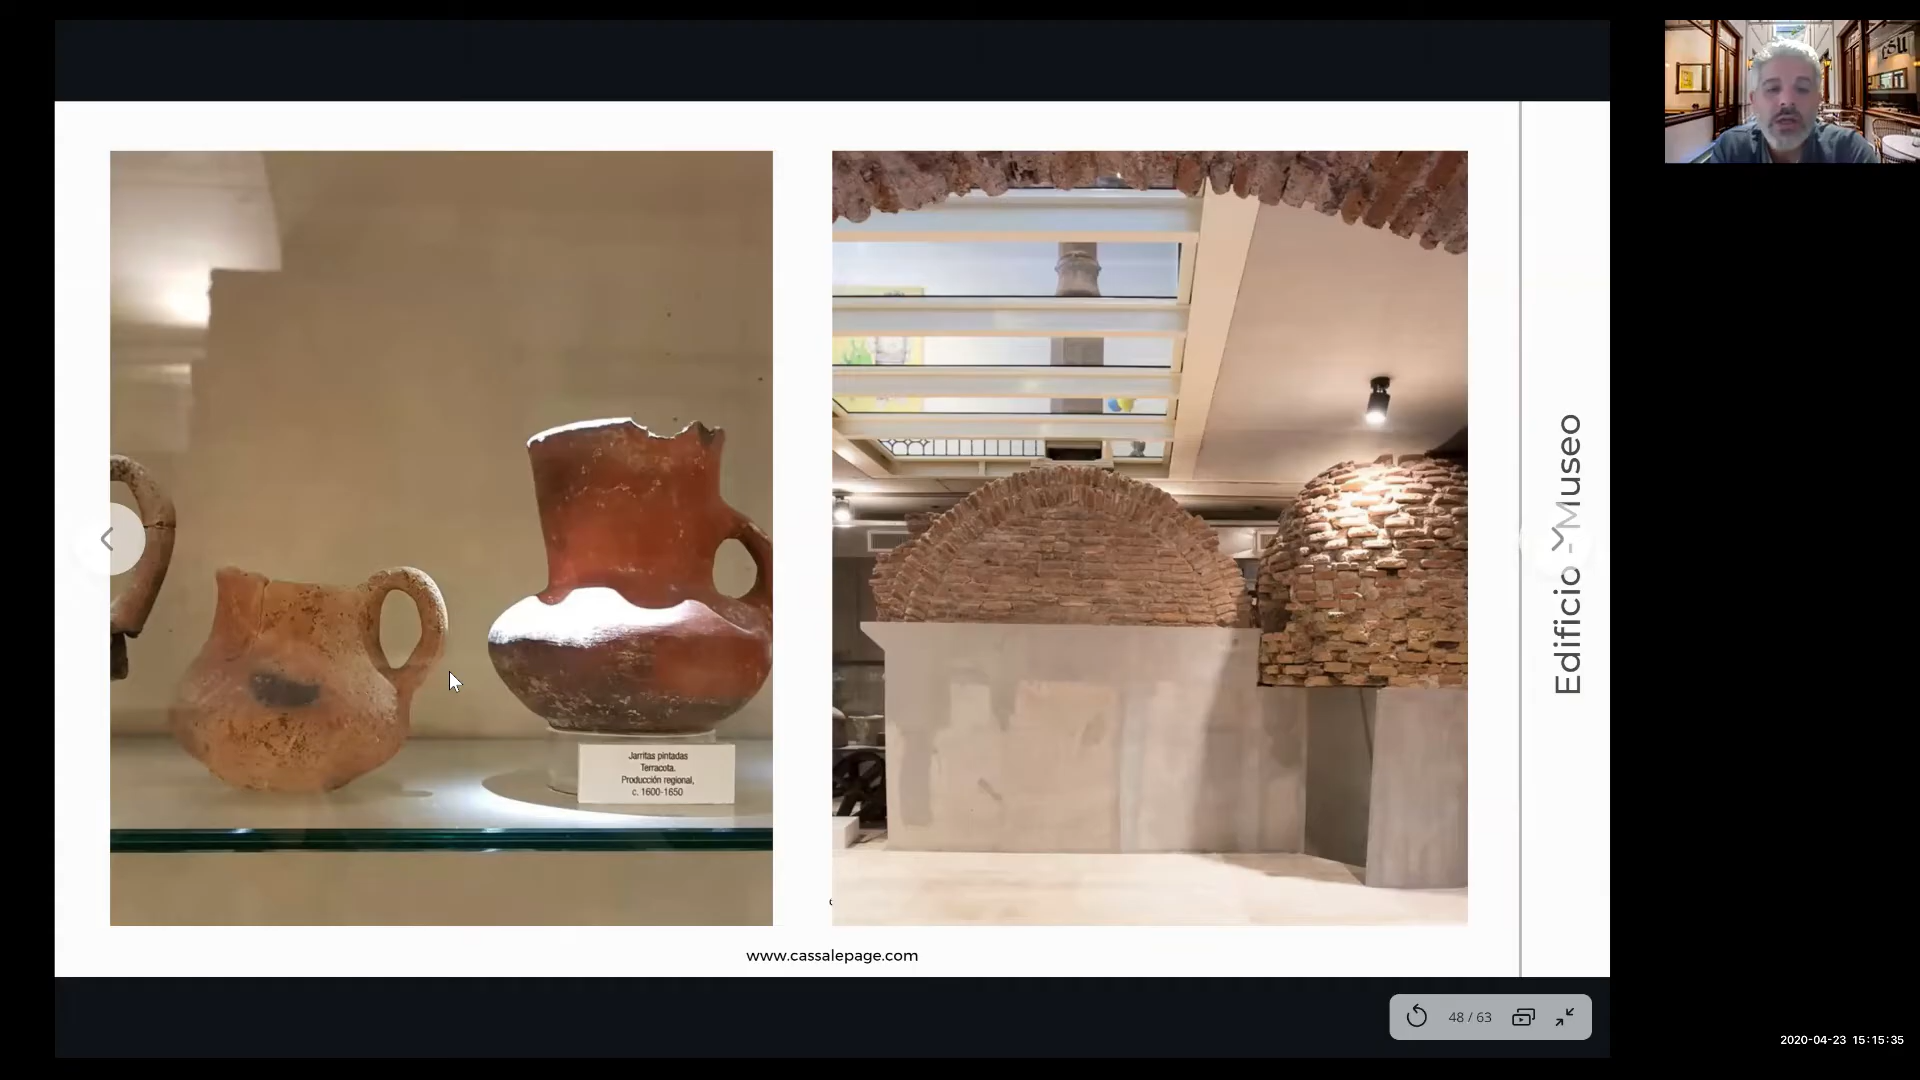 Jarritas pintadas
Terracota.
Producción regional,
c. 1600-1650
Edificio - Museo
www.cassalepage.com
48 / 63
2020-04-23 15:15:35